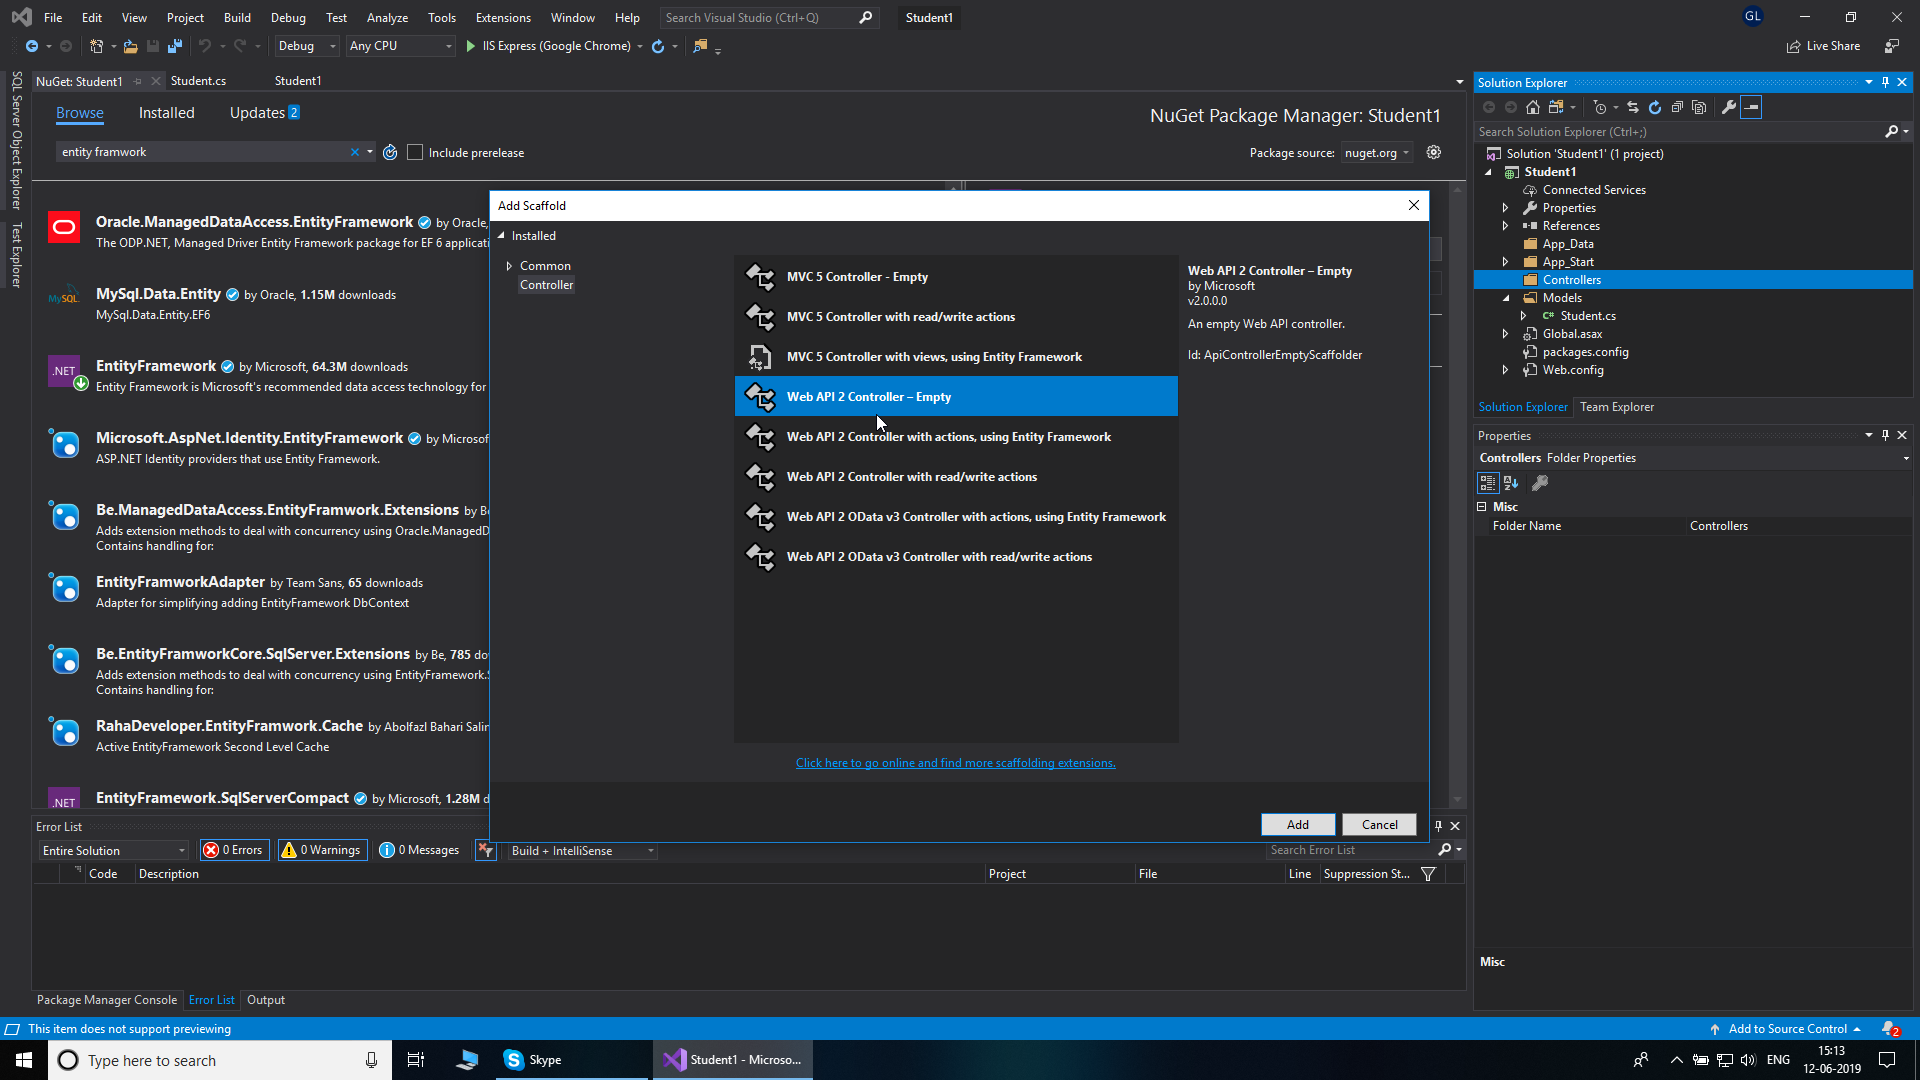 File Edit View Project Build Debug Test Analyze Tools Extensions Window Help Search Visual Studio (Ctrl+Q) Student1 GL
Debug Any CPU IIS Express (Google Chrome) Live Share
SQL Server Object Explorer
Test Explorer
NuGet: Student1 Student.cs Student1
Browse Installed Updates 2
NuGet Package Manager: Student1
entity framwork Include prerelease Package source: nuget.org
Oracle.ManagedDataAccess.EntityFramework by Oracle,
The ODP.NET, Managed Driver Entity Framework package for EF 6 applicati
MySQL
MySql.Data.Entity by Oracle, 1.15M downloads
MySql.Data.Entity.EF6
.NET
EntityFramework by Microsoft, 64.3M downloads
Entity Framework is Microsoft's recommended data access technology for
Microsoft.AspNet.Identity.EntityFramework by Microsof
ASP.NET Identity providers that use Entity Framework.
Be.ManagedDataAccess.EntityFramwork.Extensions by Be
Adds extension methods to deal with concurrency using Oracle.ManagedD
Contains handling for:
EntityFramworkAdapter by Team Sans, 65 downloads
Adapter for simplifying adding EntityFramework DbContext
Be.EntityFramworkCore.SqlServer.Extensions by Be, 785 do
Adds extension methods to deal with concurrency using EntityFramework.S
Contains handling for:
RahaDeveloper.EntityFramwork.Cache by Abolfazl Bahari Salin
Active EntityFramework Second Level Cache
.NET
EntityFramework.SqlServerCompact by Microsoft, 1.28M d
Add Scaffold
Installed
Common
Controller
MVC 5 Controller - Empty
MVC 5 Controller with read/write actions
MVC 5 Controller with views, using Entity Framework
Web API 2 Controller – Empty
Web API 2 Controller with actions, using Entity Framework
Web API 2 Controller with read/write actions
Web API 2 OData v3 Controller with actions, using Entity Framework
Web API 2 OData v3 Controller with read/write actions
Web API 2 Controller – Empty
by Microsoft
v2.0.0.0
An empty Web API controller.
Id: ApiControllerEmptyScaffolder
Click here to go online and find more scaffolding extensions.
Add Cancel
Solution Explorer
Search Solution Explorer (Ctrl+;)
Solution 'Student1' (1 project)
Student1
Connected Services
Properties
References
App_Data
App_Start
Controllers
Models
C# Student.cs
Global.asax
packages.config
Web.config
Solution Explorer Team Explorer
Properties
Controllers Folder Properties
Misc
Folder Name Controllers
Misc
Error List
Entire Solution 0 Errors 0 Warnings 0 Messages Build + IntelliSense Search Error List
Code Description Project File Line Suppression St...
Package Manager Console Error List Output
This item does not support previewing Add to Source Control 2
Type here to search Skype Student1 - Microso... ENG
15:13
12-06-2019